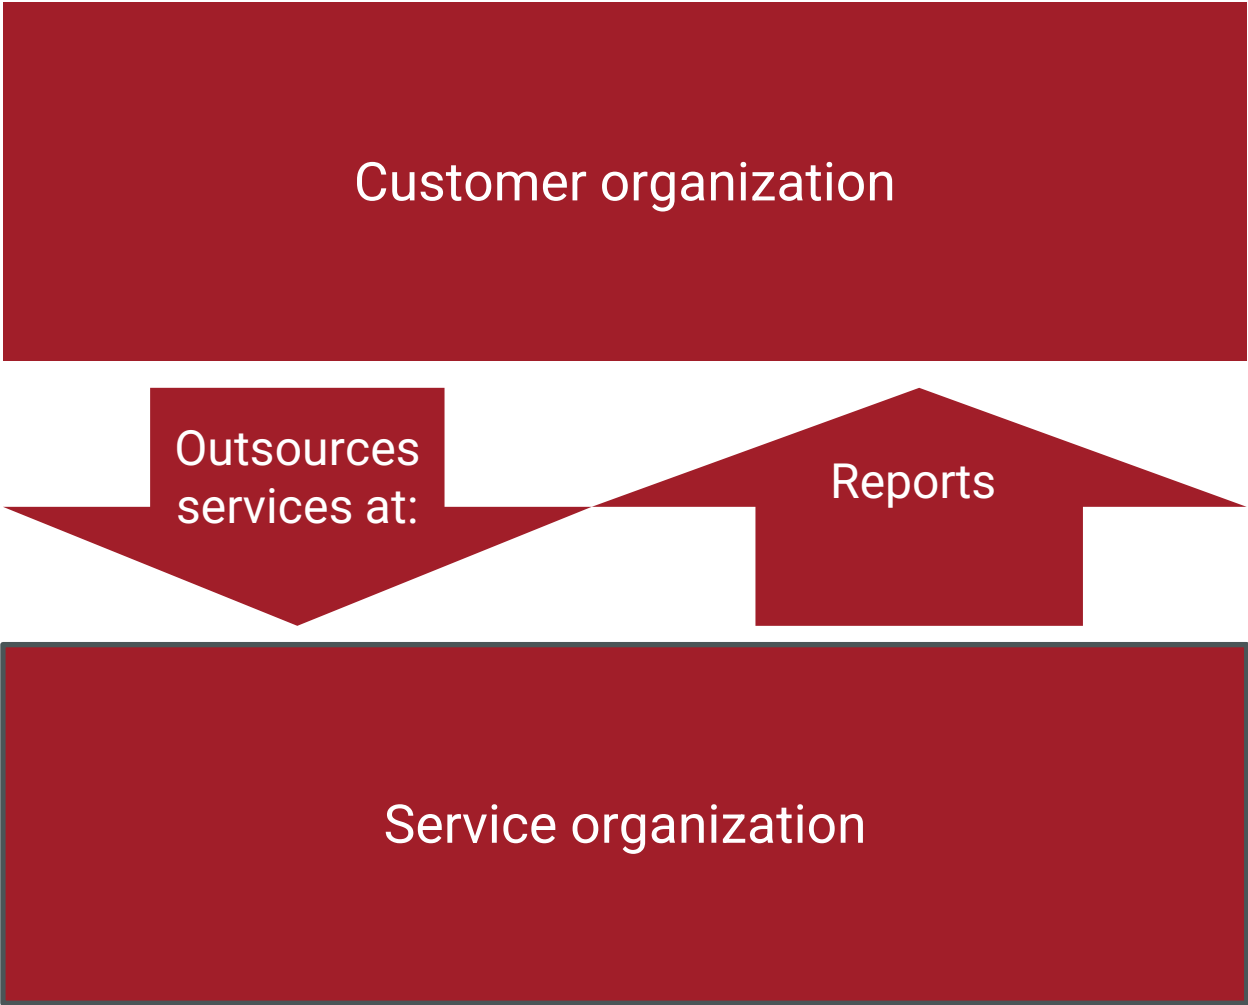 Customer organization
Outsources
services at:
Reports
Service organization